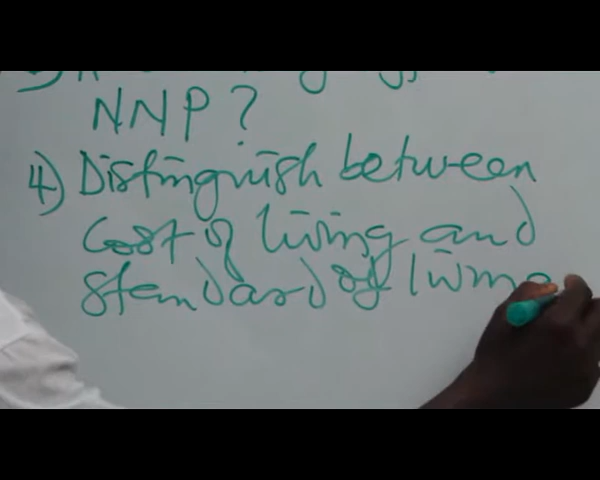 NNP?
4) Distinguish between
Cost of living and
standard of living